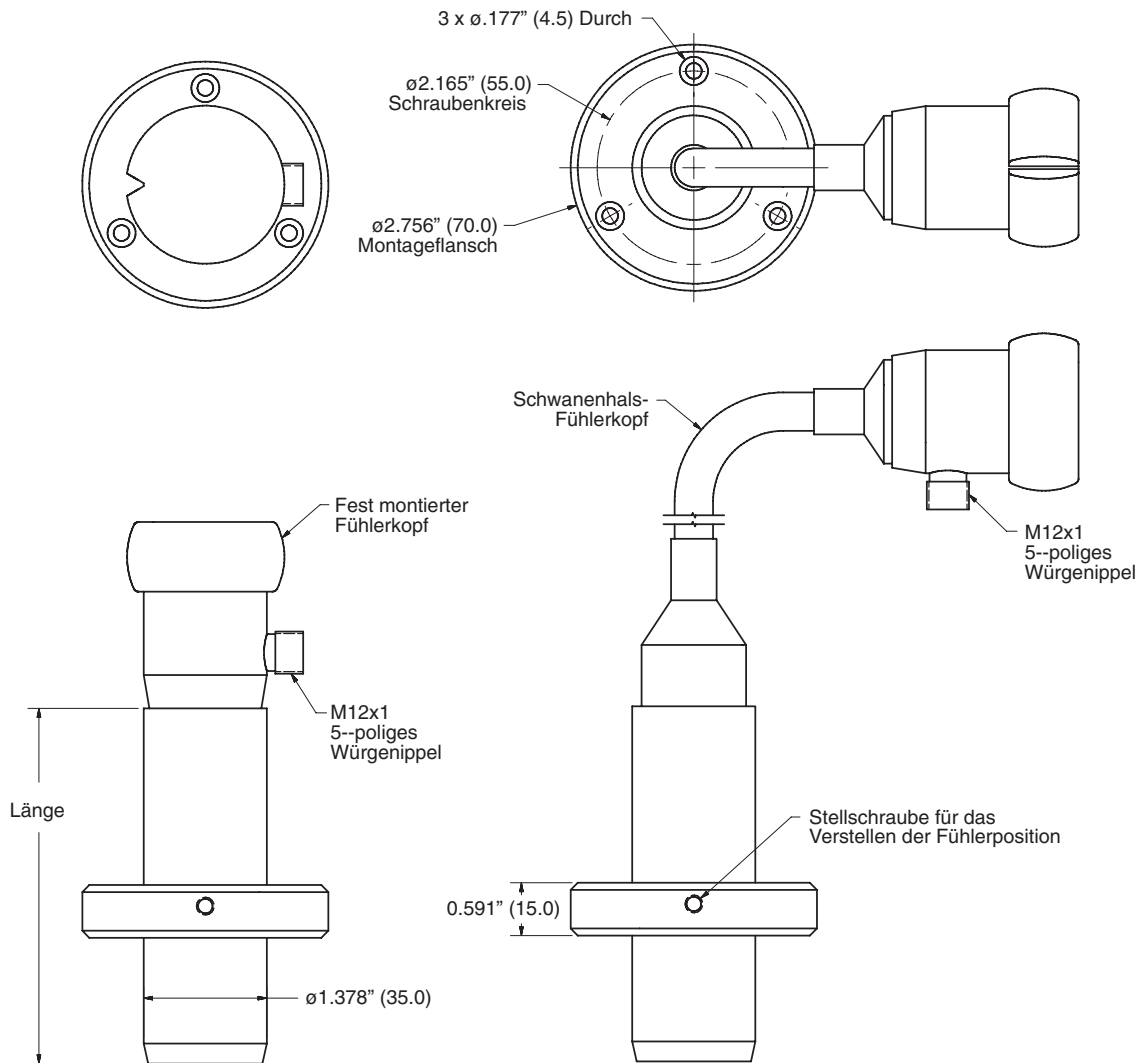 3 x ø.177” (4.5) Durch
ø2.165” (55.0)
Schraubenkreis
ø2.756” (70.0)
Montageflansch
Schwanenhals-
Fühlerkopf
Fest montierter
Fühlerkopf
M12x1
5--poliges
Würgenippel
M12x1
5--poliges
Würgenippel
Länge
Stellschraube für das
Verstellen der Fühlerposition
0.591” (15.0)
ø1.378” (35.0)